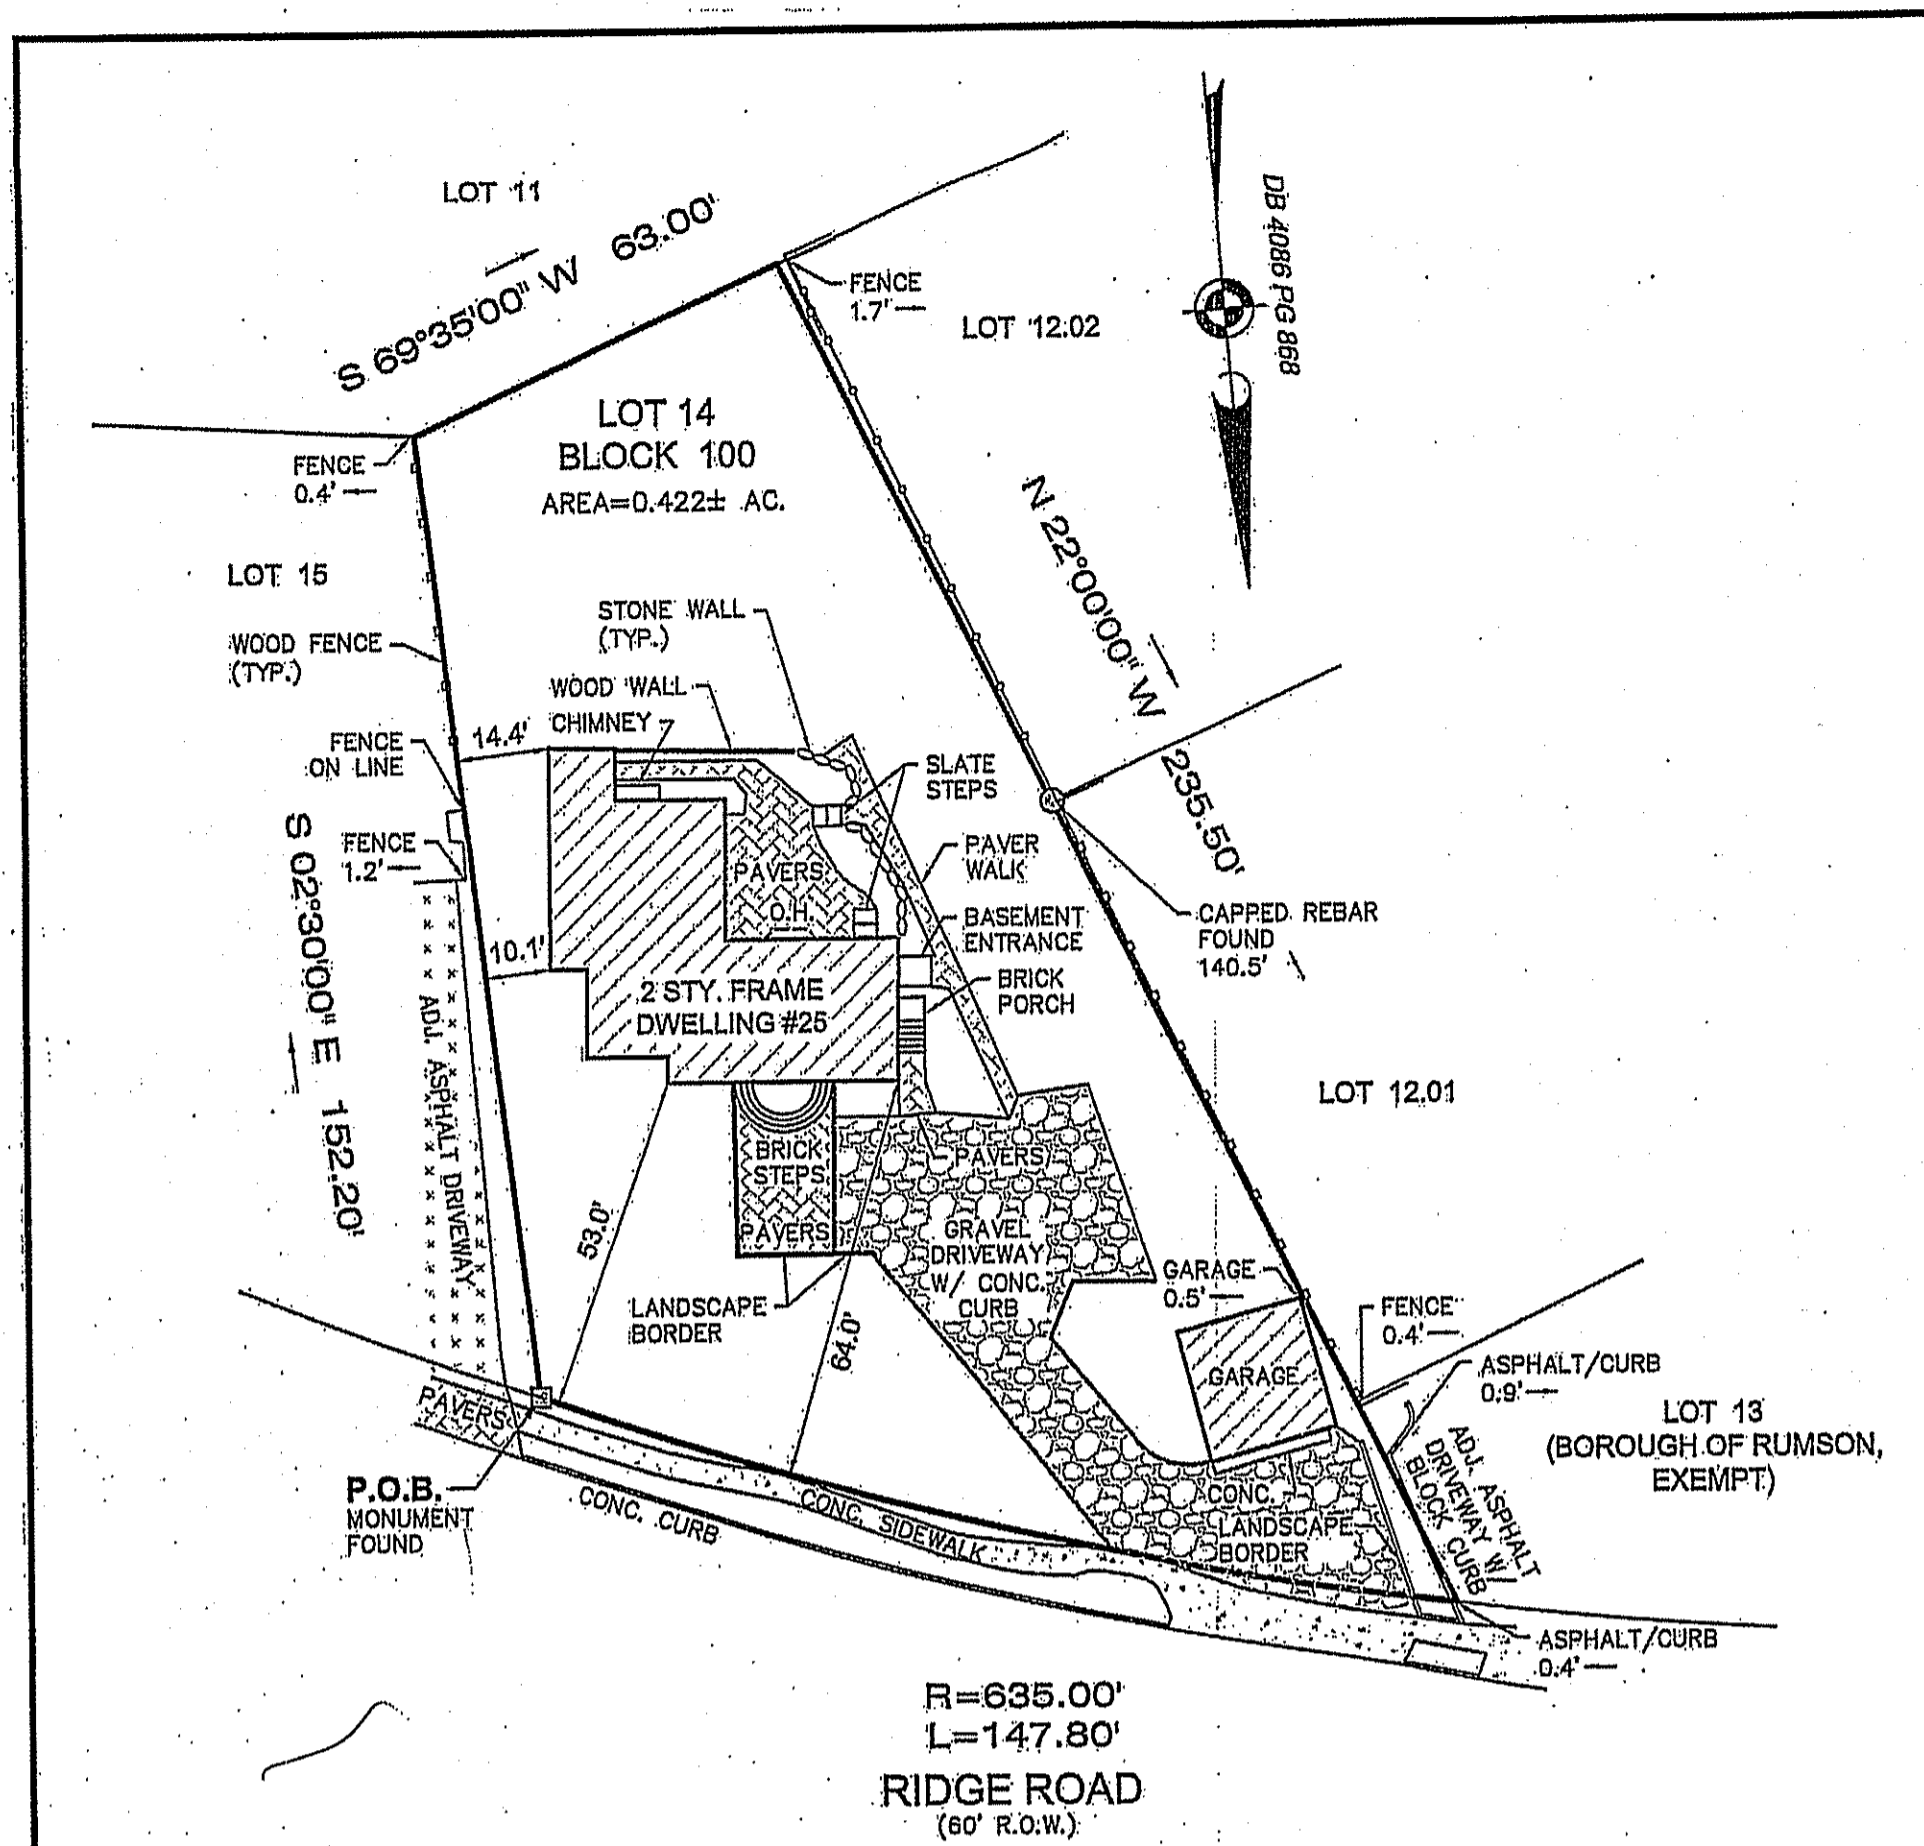 LOT 11
S 69°35'00" W 63.00'
DB 4086 PG 868
FENCE
1.7'
LOT 12.02
LOT 14
BLOCK 100
AREA=0.422± AC.
FENCE
0.4'
N 22°00'00" W 235.50'
LOT 15
STONE WALL
(TYP.)
WOOD FENCE
(TYP.)
WOOD WALL
CHIMNEY
14.4'
FENCE
ON LINE
SLATE
STEPS
S 02°30'00" E 152.20'
FENCE
1.2'
PAVER
WALK
PAVERS
O.H.
CAPPED REBAR
FOUND
140.5'
BASEMENT
ENTRANCE
10.1'
BRICK
PORCH
2 STY. FRAME
DWELLING #25
ADJ. ASPHALT DRIVEWAY
LOT 12.01
BRICK
STEPS
PAVERS
PAVERS
53.0'
GRAVEL
DRIVEWAY
W/ CONC.
CURB
GARAGE
0.5'
LANDSCAPE
BORDER
64.0'
FENCE
0.4'
GARAGE
ASPHALT/CURB
0.9'
PAVERS
LOT 13
(BOROUGH OF RUMSON,
EXEMPT)
ADJ. ASPHALT
DRIVEWAY W/
BLOCK CURB
P.O.B.
MONUMENT
FOUND
CONC. CURB
CONC. SIDEWALK
CONC.
LANDSCAPE
BORDER
ASPHALT/CURB
0.4'
R=635.00'
L=147.80'
RIDGE ROAD
(60' R.O.W.)